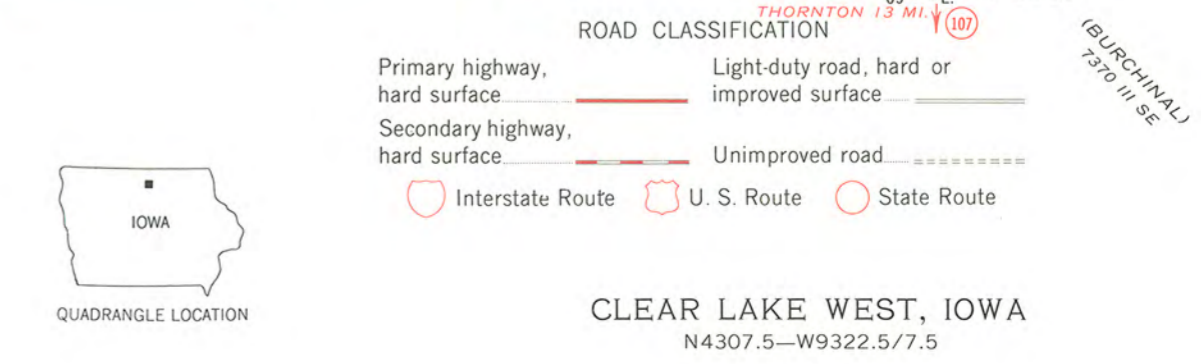 THORNTON 13 MI.
107
ROAD CLASSIFICATION
Primary highway,
hard surface
Light-duty road, hard or
improved surface
Secondary highway,
hard surface
Unimproved road
Interstate Route
U. S. Route
State Route
(BURCHINAL)
7370 III SE
IOWA
QUADRANGLE LOCATION
CLEAR LAKE WEST, IOWA
N4307.5—W9322.5/7.5